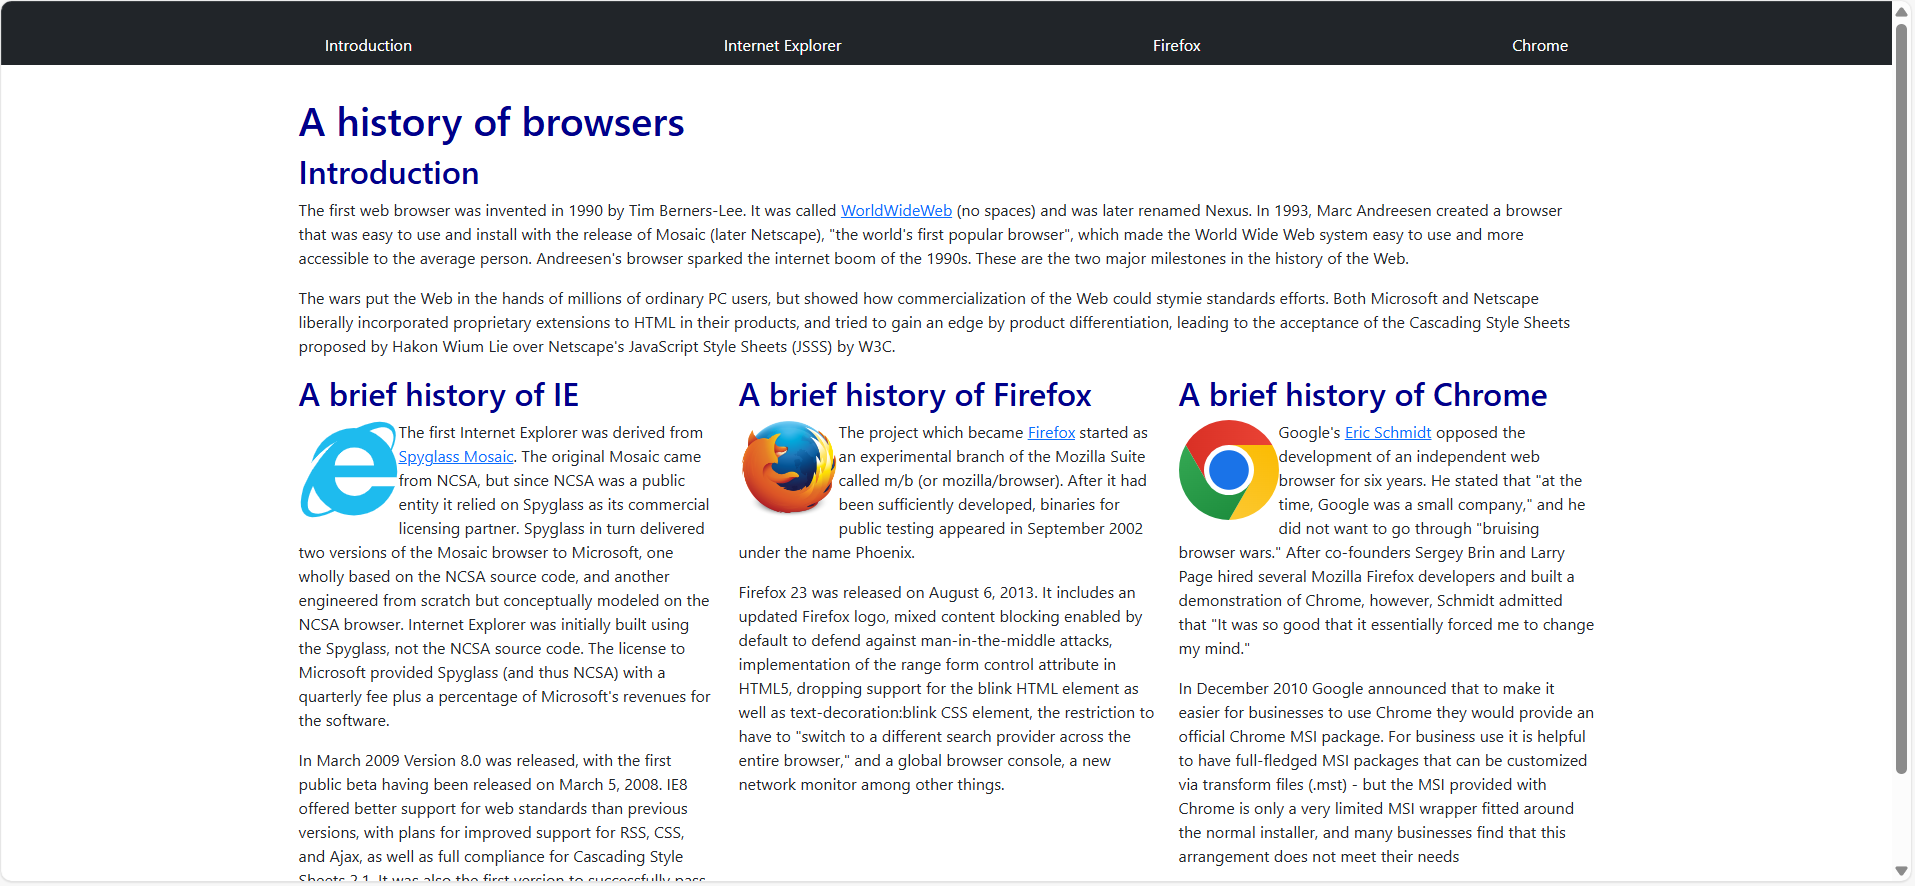 Introduction
Internet Explorer
Firefox
Chrome
A history of browsers
Introduction
The first web browser was invented in 1990 by Tim Berners-Lee. It was called WorldWideWeb (no spaces) and was later renamed Nexus. In 1993, Marc Andreesen created a browser
that was easy to use and install with the release of Mosaic (later Netscape), "the world's first popular browser", which made the World Wide Web system easy to use and more
accessible to the average person. Andreesen's browser sparked the internet boom of the 1990s. These are the two major milestones in the history of the Web.
The wars put the Web in the hands of millions of ordinary PC users, but showed how commercialization of the Web could stymie standards efforts. Both Microsoft and Netscape
liberally incorporated proprietary extensions to HTML in their products, and tried to gain an edge by product differentiation, leading to the acceptance of the Cascading Style Sheets
proposed by Hakon Wium Lie over Netscape's JavaScript Style Sheets (JSSS) by W3C.
A brief history of IE
The first Internet Explorer was derived from
Spyglass Mosaic. The original Mosaic came
from NCSA, but since NCSA was a public
entity it relied on Spyglass as its commercial
licensing partner. Spyglass in turn delivered
two versions of the Mosaic browser to Microsoft, one
wholly based on the NCSA source code, and another
engineered from scratch but conceptually modeled on the
NCSA browser. Internet Explorer was initially built using
the Spyglass, not the NCSA source code. The license to
Microsoft provided Spyglass (and thus NCSA) with a
quarterly fee plus a percentage of Microsoft's revenues for
the software.
In March 2009 Version 8.0 was released, with the first
public beta having been released on March 5, 2008. IE8
offered better support for web standards than previous
versions, with plans for improved support for RSS, CSS,
and Ajax, as well as full compliance for Cascading Style
Sheets 2.1. It was also the first version to successfully pass
A brief history of Firefox
The project which became Firefox started as
an experimental branch of the Mozilla Suite
called m/b (or mozilla/browser). After it had
been sufficiently developed, binaries for
public testing appeared in September 2002
under the name Phoenix.
Firefox 23 was released on August 6, 2013. It includes an
updated Firefox logo, mixed content blocking enabled by
default to defend against man-in-the-middle attacks,
implementation of the range form control attribute in
HTML5, dropping support for the blink HTML element as
well as text-decoration:blink CSS element, the restriction to
have to "switch to a different search provider across the
entire browser," and a global browser console, a new
network monitor among other things.
A brief history of Chrome
Google's Eric Schmidt opposed the
development of an independent web
browser for six years. He stated that "at the
time, Google was a small company," and he
did not want to go through "bruising
browser wars." After co-founders Sergey Brin and Larry
Page hired several Mozilla Firefox developers and built a
demonstration of Chrome, however, Schmidt admitted
that "It was so good that it essentially forced me to change
my mind."
In December 2010 Google announced that to make it
easier for businesses to use Chrome they would provide an
official Chrome MSI package. For business use it is helpful
to have full-fledged MSI packages that can be customized
via transform files (.mst) - but the MSI provided with
Chrome is only a very limited MSI wrapper fitted around
the normal installer, and many businesses find that this
arrangement does not meet their needs